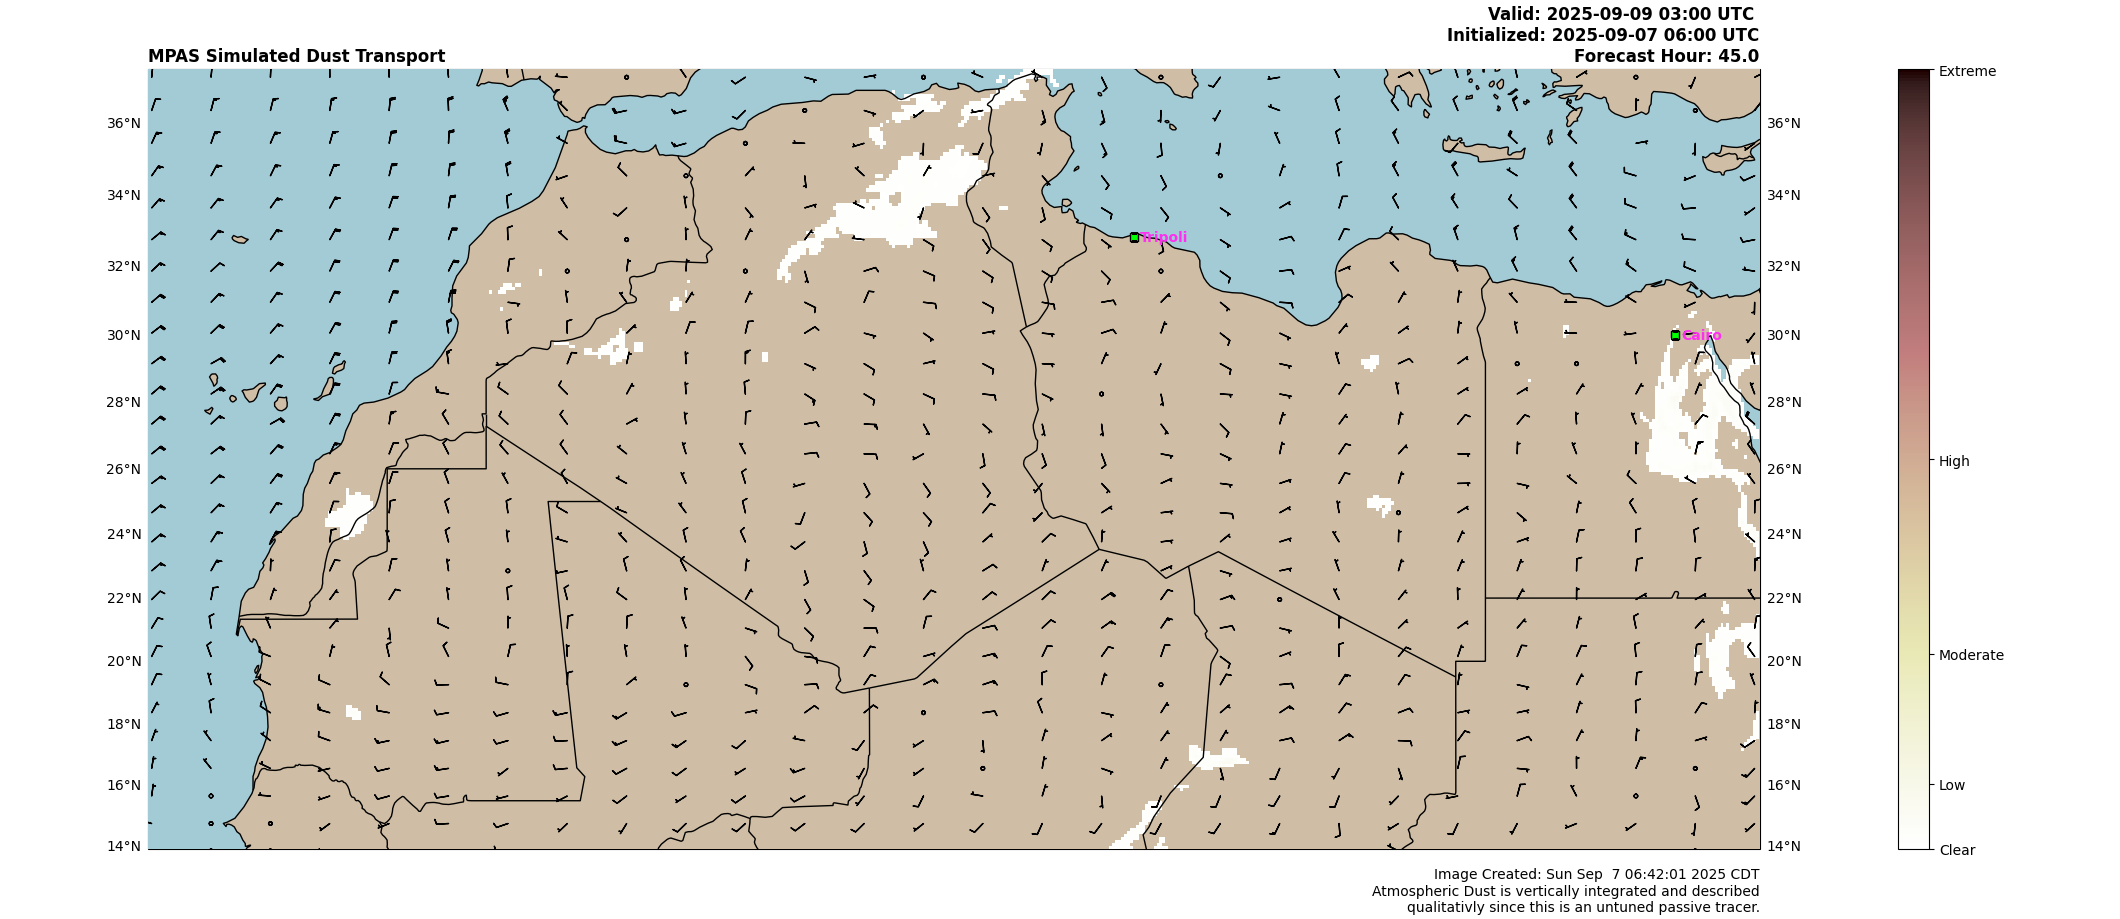 Valid: 2025-09-09 03:00 UTC
Initialized: 2025-09-07 06:00 UTC
MPAS Simulated Dust Transport
Forecast Hour: 45.0
Extreme
36°N 36°N
34°N 34°N
Tripoli
32°N 32°N
30°N 30°N
Cairo
28°N 28°N
26°N 26°N
High
24°N 24°N
22°N 22°N
20°N 20°N
Moderate
18°N 18°N
16°N 16°N
Low
14°N 14°N
Clear
Image Created: Sun Sep  7 06:42:01 2025 CDT
Atmospheric Dust is vertically integrated and described
qualitativly since this is an untuned passive tracer.